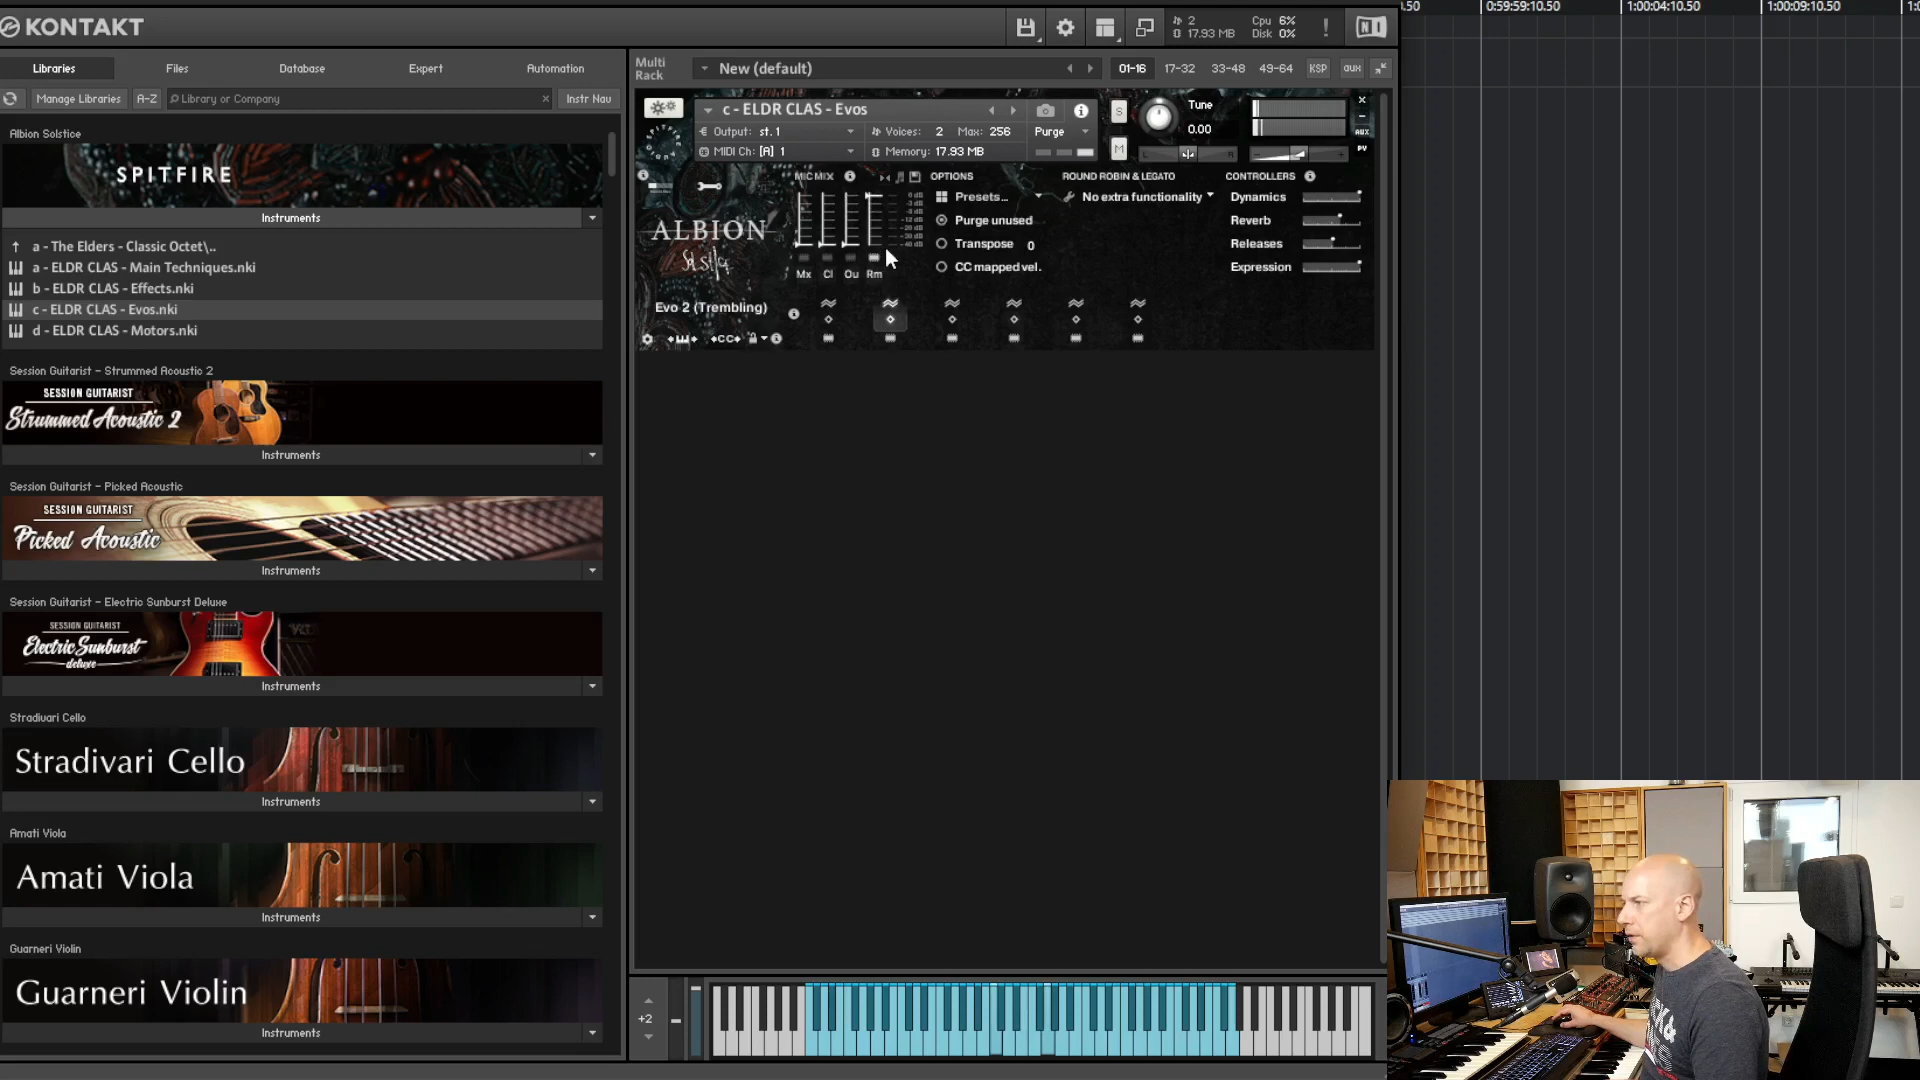 KONTAKT
2
17.93 MB
Cpu 6%
Disk 0%
!
.50
0:59:59:10.50
1:00:04:10.50
1:00:09:10.50
Libraries
Files
Database
Expert
Automation
Manage Libraries
A-Z
Library or Company
×
Instr Nav
Albion Solstice
SPITFIRE
Instruments
a - The Elders - Classic Octet\..
a - ELDR CLAS - Main Techniques.nki
b - ELDR CLAS - Effects.nki
c - ELDR CLAS - Evos.nki
d - ELDR CLAS - Motors.nki
Session Guitarist - Strummed Acoustic 2
SESSION GUITARIST
Strummed Acoustic 2
Instruments
Session Guitarist - Picked Acoustic
SESSION GUITARIST
Picked Acoustic
Instruments
Session Guitarist - Electric Sunburst Deluxe
SESSION GUITARIST
Electric Sunburst
deluxe
Instruments
Stradivari Cello
Stradivari Cello
Instruments
Amati Viola
Amati Viola
Instruments
Guarneri Violin
Guarneri Violin
Instruments
Multi
Rack
New (default)
01-16
17-32
33-48
49-64
KSP
aux
c - ELDR CLAS - Evos
Output: st. 1
Voices: 2 Max: 256
Purge
MIDI Ch: [A] 1
Memory: 17.93 MB
S
M
Tune
0.00
L
R
AUX
PV
MIC MIX
OPTIONS
ROUND ROBIN & LEGATO
CONTROLLERS
Presets...
No extra functionality
Dynamics
ALBION
Purge unused
Reverb
Transpose 0
Releases
CC mapped vel.
Expression
Mx
Cl
Ou
Rm
Evo 2 (Trembling)
CC
+2